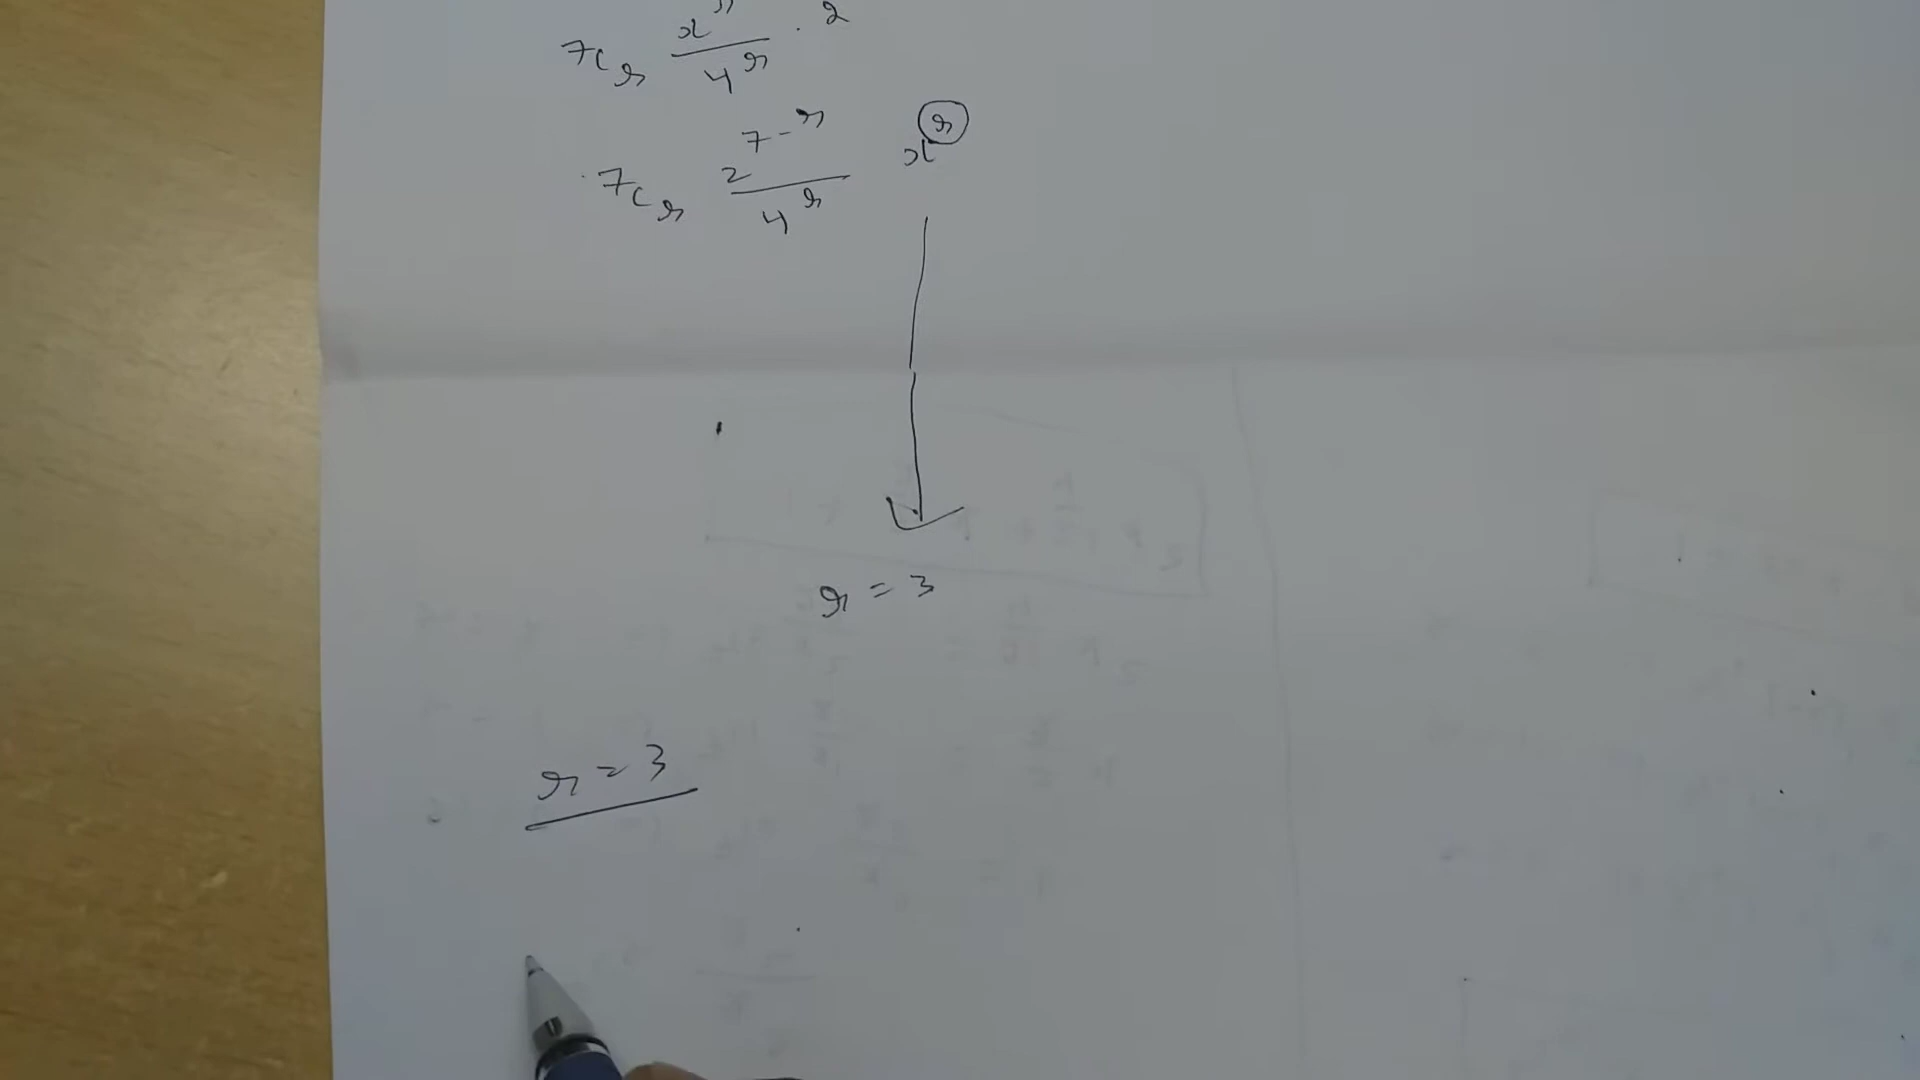 7Cr x^r/4^r · 2
7Cr 2^(7-r)/4^r x^r
r = 3
r = 3